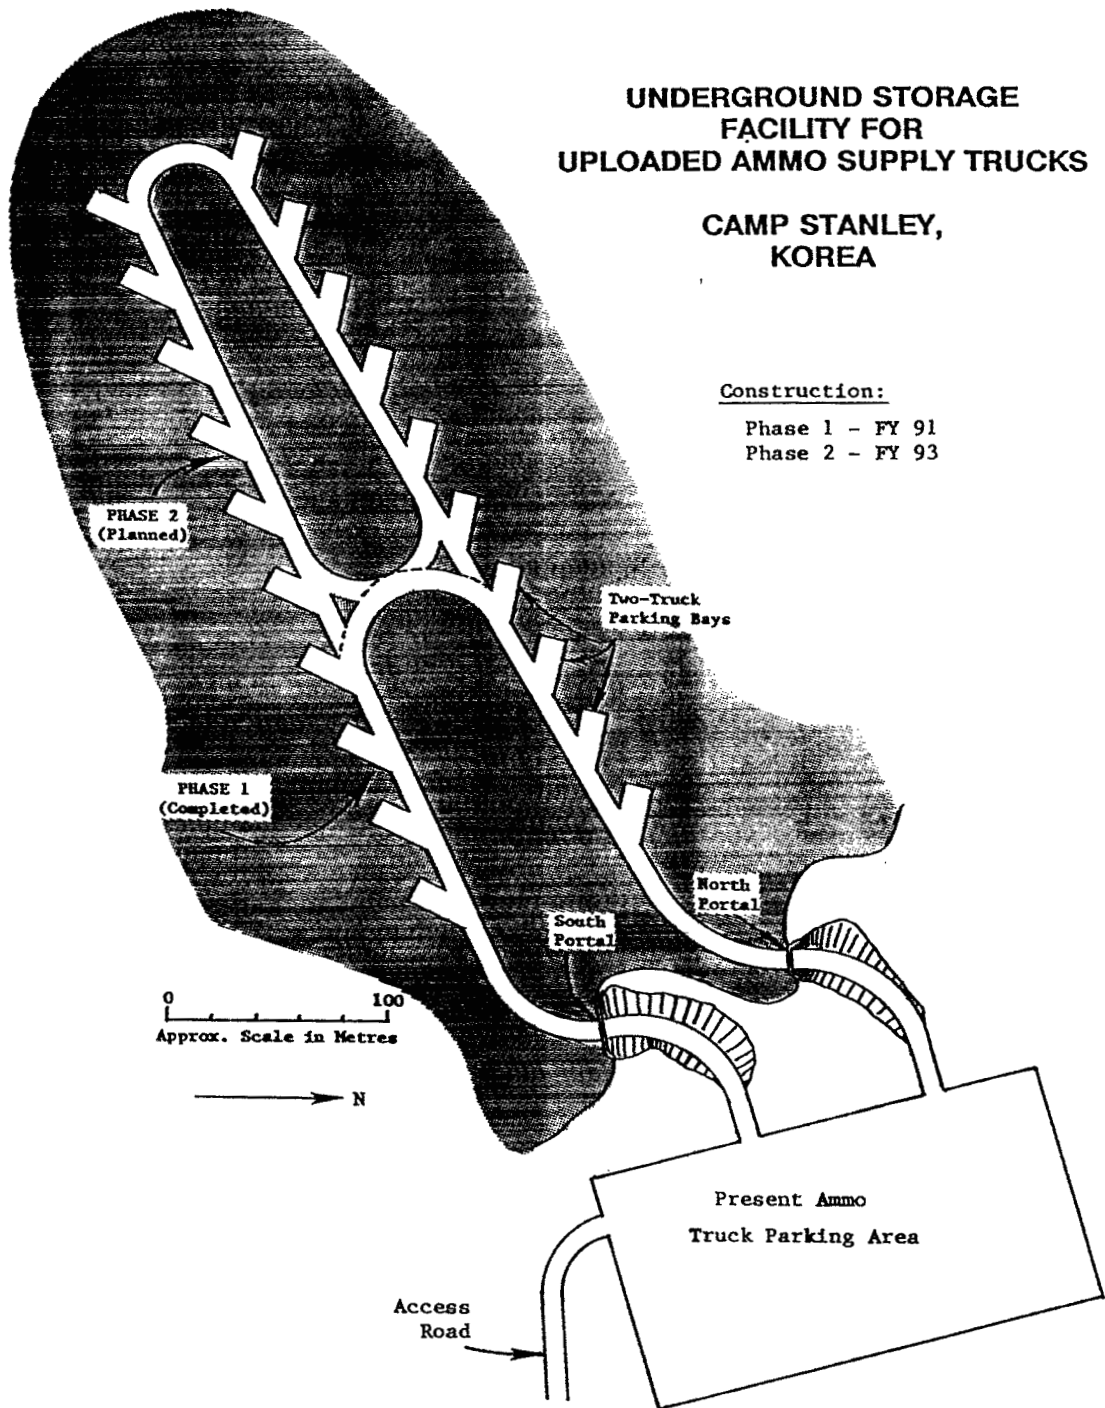 UNDERGROUND STORAGE
FACILITY FOR
UPLOADED AMMO SUPPLY TRUCKS
CAMP STANLEY,
KOREA
Construction:
Phase 1 - FY 91
Phase 2 - FY 93
PHASE 2
(Planned)
Two-Truck
Parking Bays
PHASE 1
(Completed)
North
Portal
South
Portal
0 100
Approx. Scale in Metres
N
Present Ammo
Truck Parking Area
Access
Road